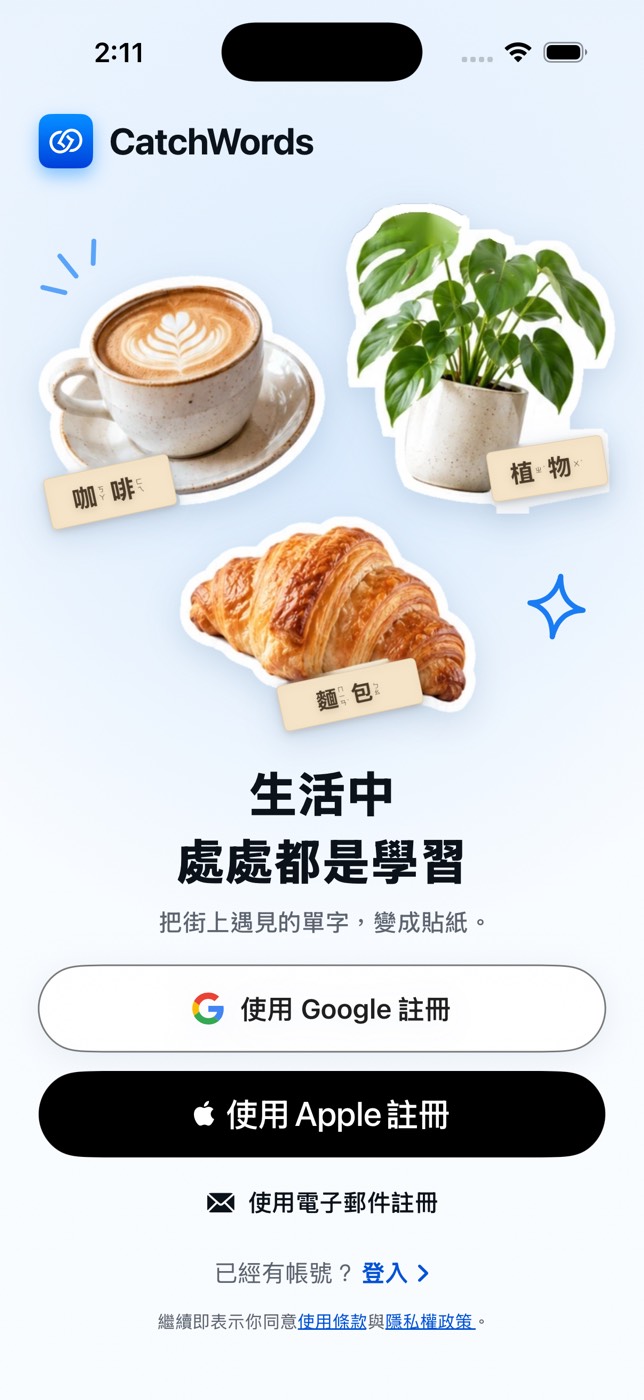 2:11
CatchWords
咖啡
植物
麵包
生活中
處處都是學習
把街上遇見的單字，變成貼紙。
使用 Google 註冊
使用 Apple 註冊
使用電子郵件註冊
已經有帳號？登入
繼續即表示你同意使用條款與隱私權政策。